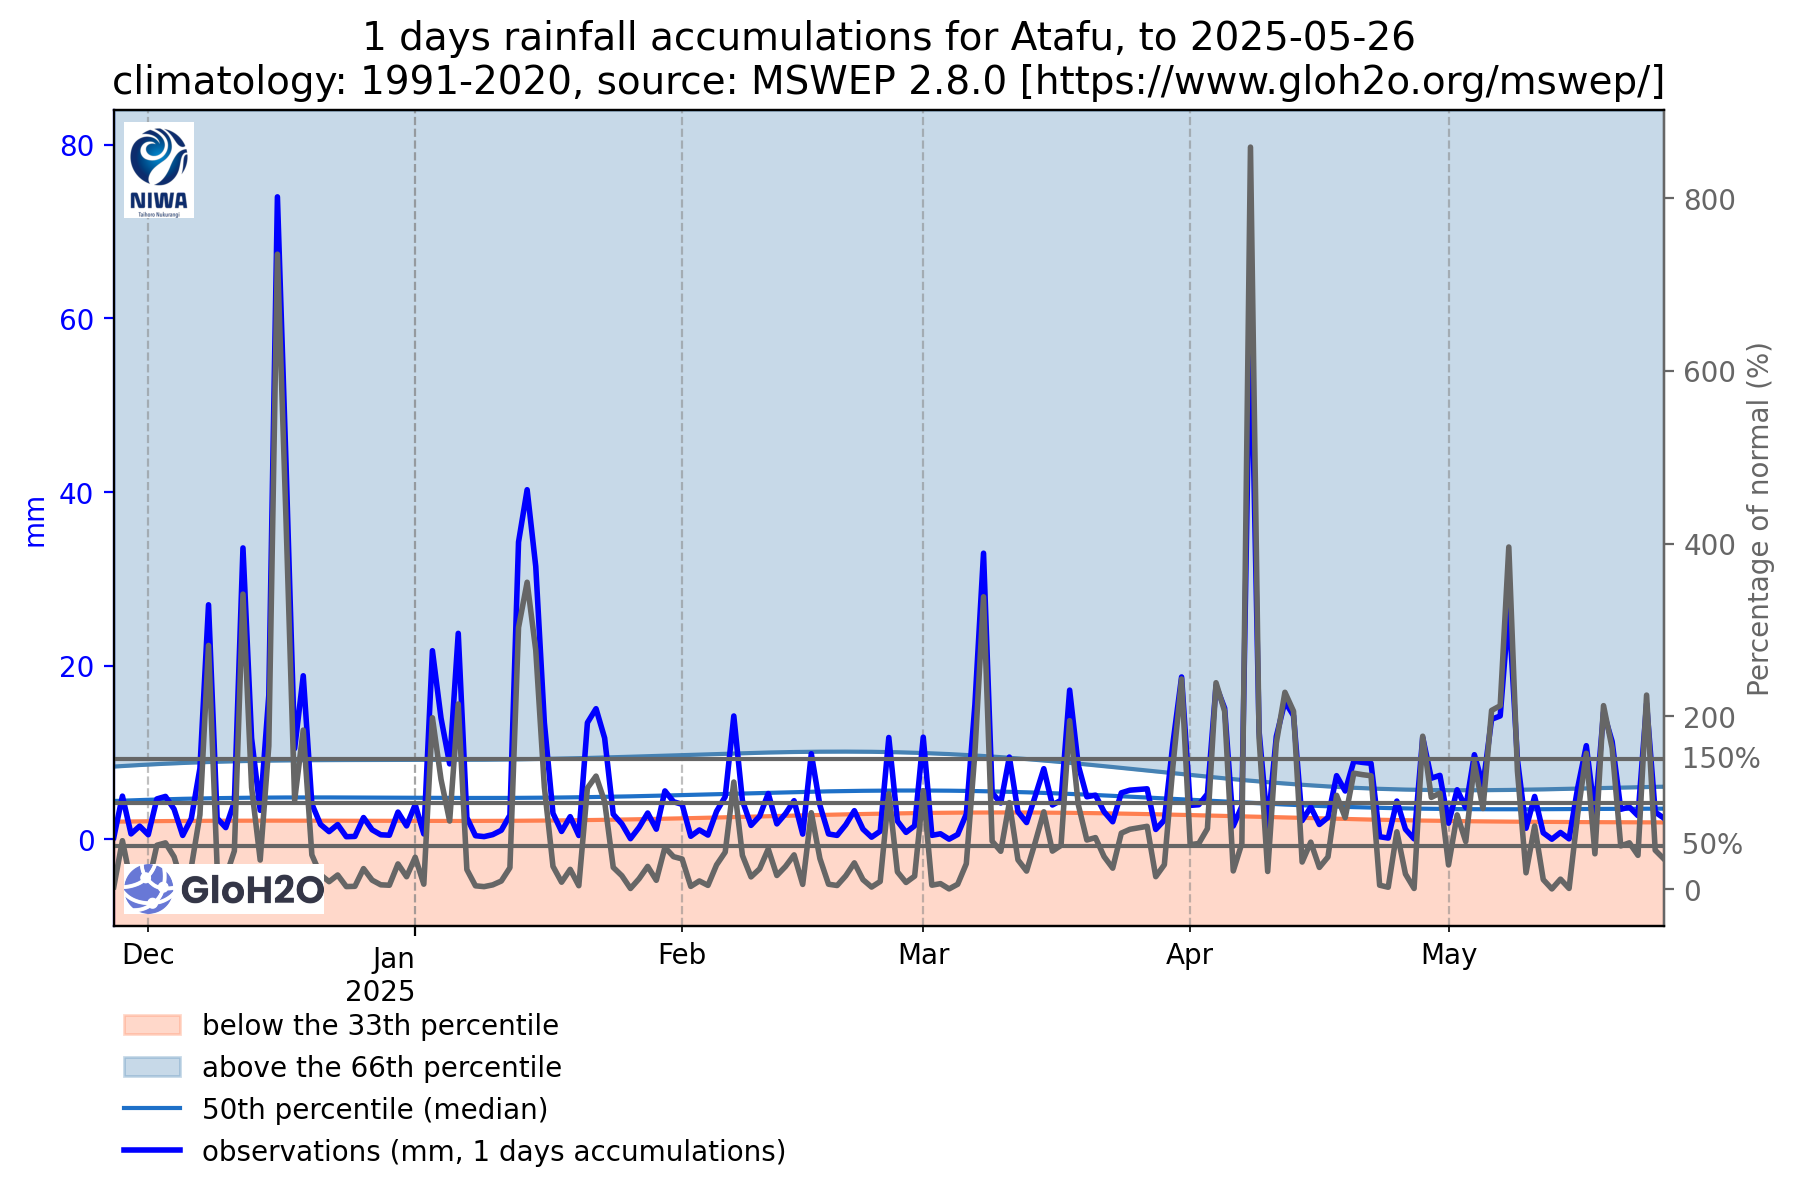 1 days rainfall accumulations for Atafu, to 2025-05-26
climatology: 1991-2020, source: MSWEP 2.8.0 [https://www.gloh2o.org/mswep/]
NIWA
Taihoro Nukurangi
80
60
40
20
0
mm
800
600
400
200
150%
50%
0
Percentage of normal (%)
GloH2O
Dec
Jan
2025
Feb
Mar
Apr
May
below the 33th percentile
above the 66th percentile
50th percentile (median)
observations (mm, 1 days accumulations)